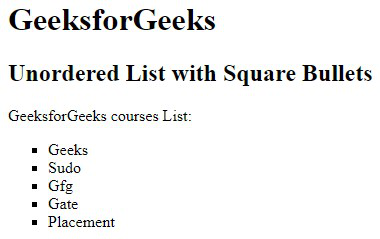 GeeksforGeeks
Unordered List with Square Bullets
GeeksforGeeks courses List:
Geeks
Sudo
Gfg
Gate
Placement